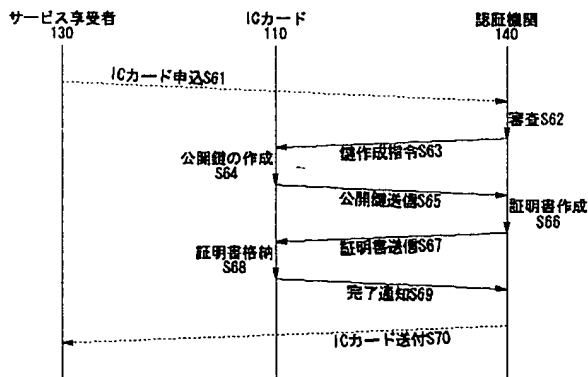 サービス享受者
130
ICカード
110
認証機関
140
ICカード申込S61
審査S62
鍵作成指令S63
公開鍵の作成
S64
公開鍵送信S65
証明書作成
S66
証明書送信S67
証明書格納
S68
完了通知S69
ICカード送付S70